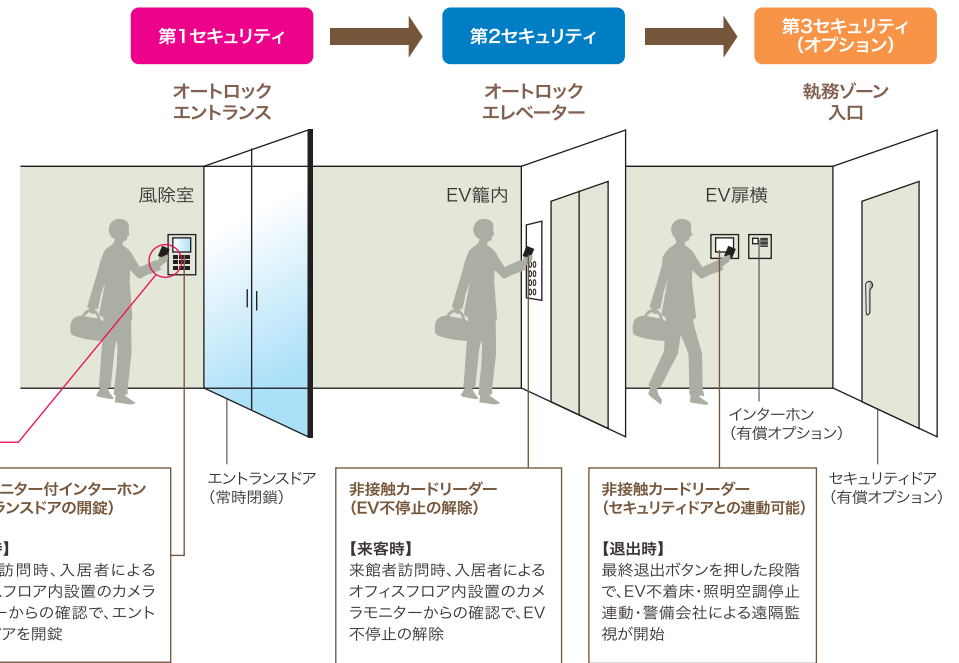 第1セキュリティ
第2セキュリティ
第3セキュリティ
(オプション)
オートロック
エントランス
オートロック
エレベーター
執務ゾーン
入口
風除室
EV籠内
EV扉横
インターホン
(有償オプション)
エントランスドア
(常時閉鎖)
セキュリティドア
(有償オプション)
ニター付インターホン
ランスドアの開錠)
】
訪問時、入居者による
スフロア内設置のカメラ
ーからの確認で、エント
アを開錠
非接触カードリーダー
(EV不停止の解除)
【来客時】
来館者訪問時、入居者による
オフィスフロア内設置のカメ
ラモニターからの確認で、EV
不停止の解除
非接触カードリーダー
(セキュリティドアとの連動可能)
【退出時】
最終退出ボタンを押した段階
で、EV不着床・照明空調停止
連動・警備会社による遠隔監
視が開始